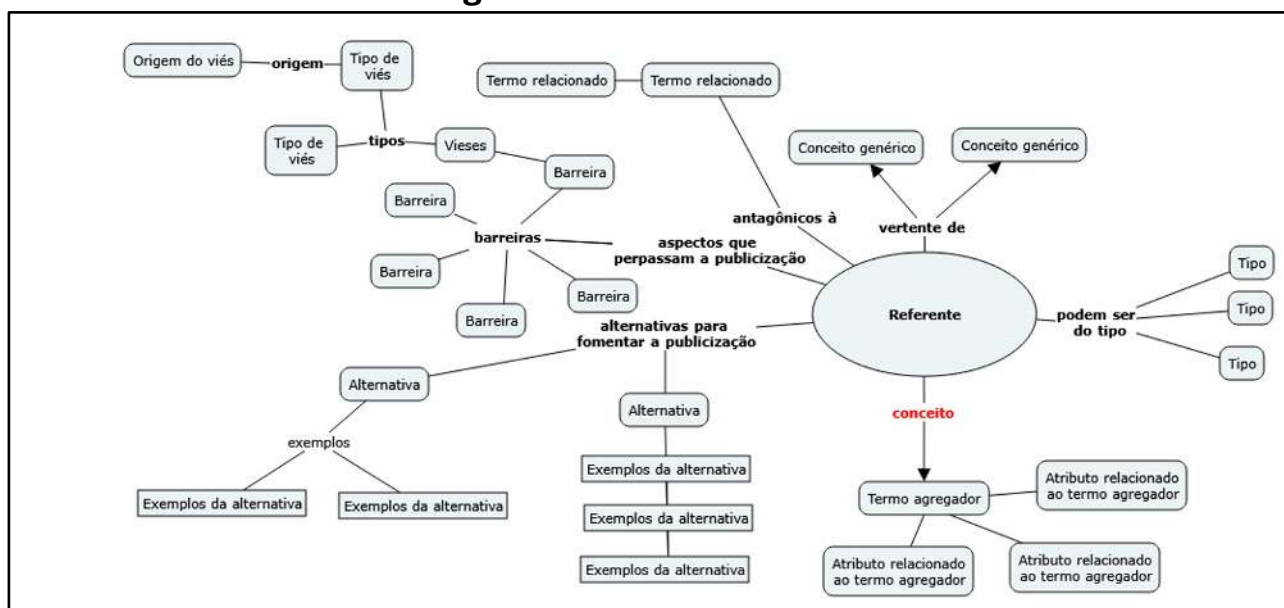 Origem do viés
origem
Tipo de
viés
Termo relacionado
Termo relacionado
Tipo de
viés
tipos
Vieses
Barreira
Conceito genérico
Conceito genérico
Barreira
barreiras
Barreira
Barreira
Barreira
antagônicos à
vertente de
aspectos que
perpassam a publicização
Referente
podem ser
do tipo
Tipo
Tipo
Tipo
alternativas para
fomentar a publicização
Alternativa
exemplos
Exemplos da alternativa
Exemplos da alternativa
Alternativa
Exemplos da alternativa
Exemplos da alternativa
Exemplos da alternativa
conceito
Termo agregador
Atributo relacionado
ao termo agregador
Atributo relacionado
ao termo agregador
Atributo relacionado
ao termo agregador